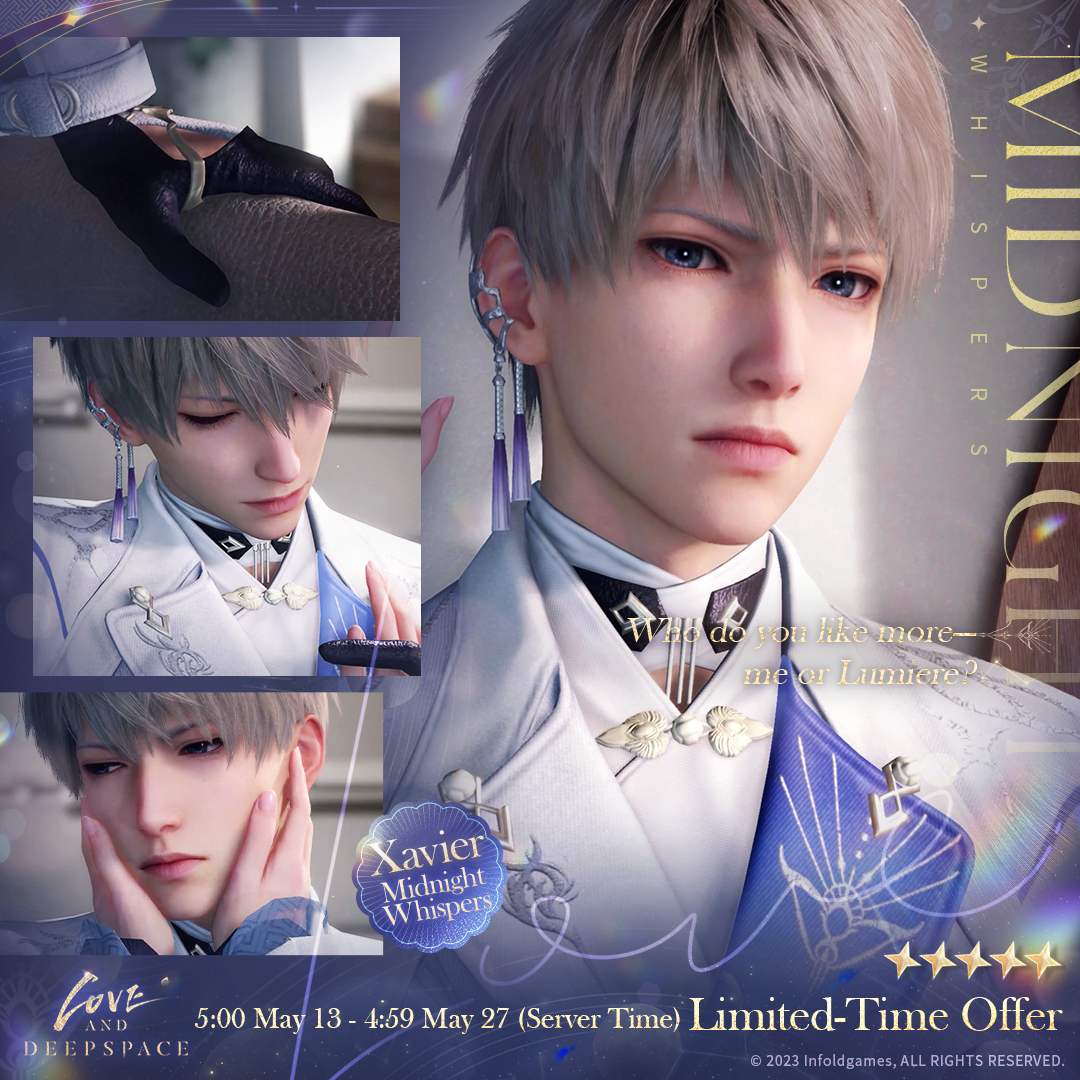 MIDNIGHT
WHISPERS
Who do you like more—
me or Lumiere?
Xavier
Midnight
Whispers
LOVE
AND
DEEPSPACE
5:00 May 13 - 4:59 May 27 (Server Time) Limited-Time Offer
© 2023 Infoldgames, ALL RIGHTS RESERVED.